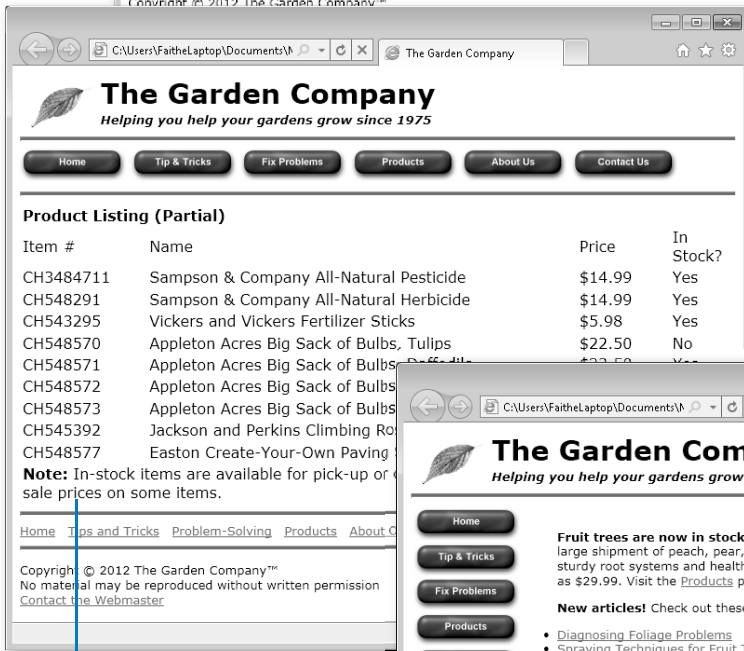 Copyright © 2012 The Garden Company™
C:\Users\FaitheLaptop\Documents\
The Garden Company
The Garden Company
Helping you help your gardens grow since 1975
Home Tip & Tricks Fix Problems Products About Us Contact Us
Product Listing (Partial)
Item # Name Price In Stock?
CH3484711 Sampson & Company All-Natural Pesticide $14.99 Yes
CH548291 Sampson & Company All-Natural Herbicide $14.99 Yes
CH543295 Vickers and Vickers Fertilizer Sticks $5.98 Yes
CH548570 Appleton Acres Big Sack of Bulbs, Tulips $22.50 No
CH548571 Appleton Acres Big Sack of Bulbs, Daffodils $22.50 Yes
CH548572 Appleton Acres Big Sack of Bulbs
CH548573 Appleton Acres Big Sack of Bulbs
CH545392 Jackson and Perkins Climbing
CH548577 Easton Create-Your-Own Paving
Note: In-stock items are available for pick-up or
sale prices on some items.
Home Tips and Tricks Problem-Solving Products About
Copyright © 2012 The Garden Company™
No material may be reproduced without written permission
Contact the Webmaster
C:\Users\FaitheLaptop\Documents\
The Garden Com
Helping you help your gardens grow
Home
Tip & Tricks
Fix Problems
Products
Fruit trees are now in stock
large shipment of peach, pear,
sturdy root systems and health
as $29.99. Visit the Products p
New articles! Check out these
• Diagnosing Foliage Problems
• Spraying Techniques for Fruit